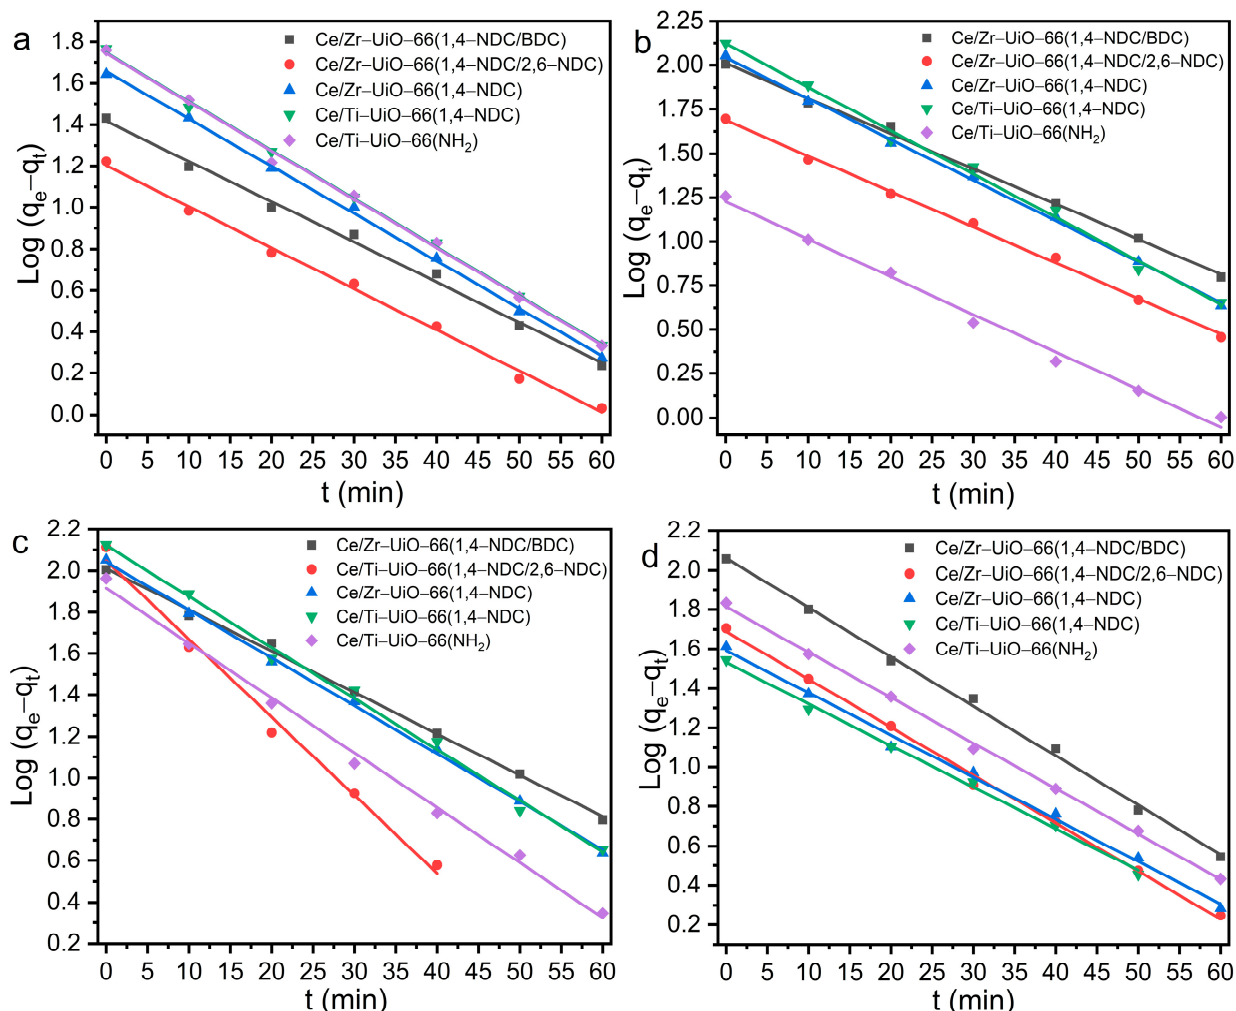 a
Ce/Zr–UiO–66(1,4–NDC/BDC)
Ce/Zr–UiO–66(1,4–NDC/2,6–NDC)
Ce/Zr–UiO–66(1,4–NDC)
Ce/Ti–UiO–66(1,4–NDC)
Ce/Ti–UiO–66(NH₂)
Log (qₑ–qₜ)
1.8
1.6
1.4
1.2
1.0
0.8
0.6
0.4
0.2
0.0
0 5 10 15 20 25 30 35 40 45 50 55 60
t (min)
b
Ce/Zr–UiO–66(1,4–NDC/BDC)
Ce/Zr–UiO–66(1,4–NDC/2,6–NDC)
Ce/Zr–UiO–66(1,4–NDC)
Ce/Ti–UiO–66(1,4–NDC)
Ce/Ti–UiO–66(NH₂)
Log (qₑ–qₜ)
2.25
2.00
1.75
1.50
1.25
1.00
0.75
0.50
0.25
0.00
0 5 10 15 20 25 30 35 40 45 50 55 60
t (min)
c
Ce/Zr–UiO–66(1,4–NDC/BDC)
Ce/Ti–UiO–66(1,4–NDC/2,6–NDC)
Ce/Zr–UiO–66(1,4–NDC)
Ce/Ti–UiO–66(1,4–NDC)
Ce/Ti–UiO–66(NH₂)
Log (qₑ–qₜ)
2.2
2.0
1.8
1.6
1.4
1.2
1.0
0.8
0.6
0.4
0.2
0 5 10 15 20 25 30 35 40 45 50 55 60
t (min)
d
Ce/Zr–UiO–66(1,4–NDC/BDC)
Ce/Zr–UiO–66(1,4–NDC/2,6–NDC)
Ce/Zr–UiO–66(1,4–NDC)
Ce/Ti–UiO–66(1,4–NDC)
Ce/Ti–UiO–66(NH₂)
Log (qₑ–qₜ)
2.2
2.0
1.8
1.6
1.4
1.2
1.0
0.8
0.6
0.4
0.2
0 5 10 15 20 25 30 35 40 45 50 55 60
t (min)